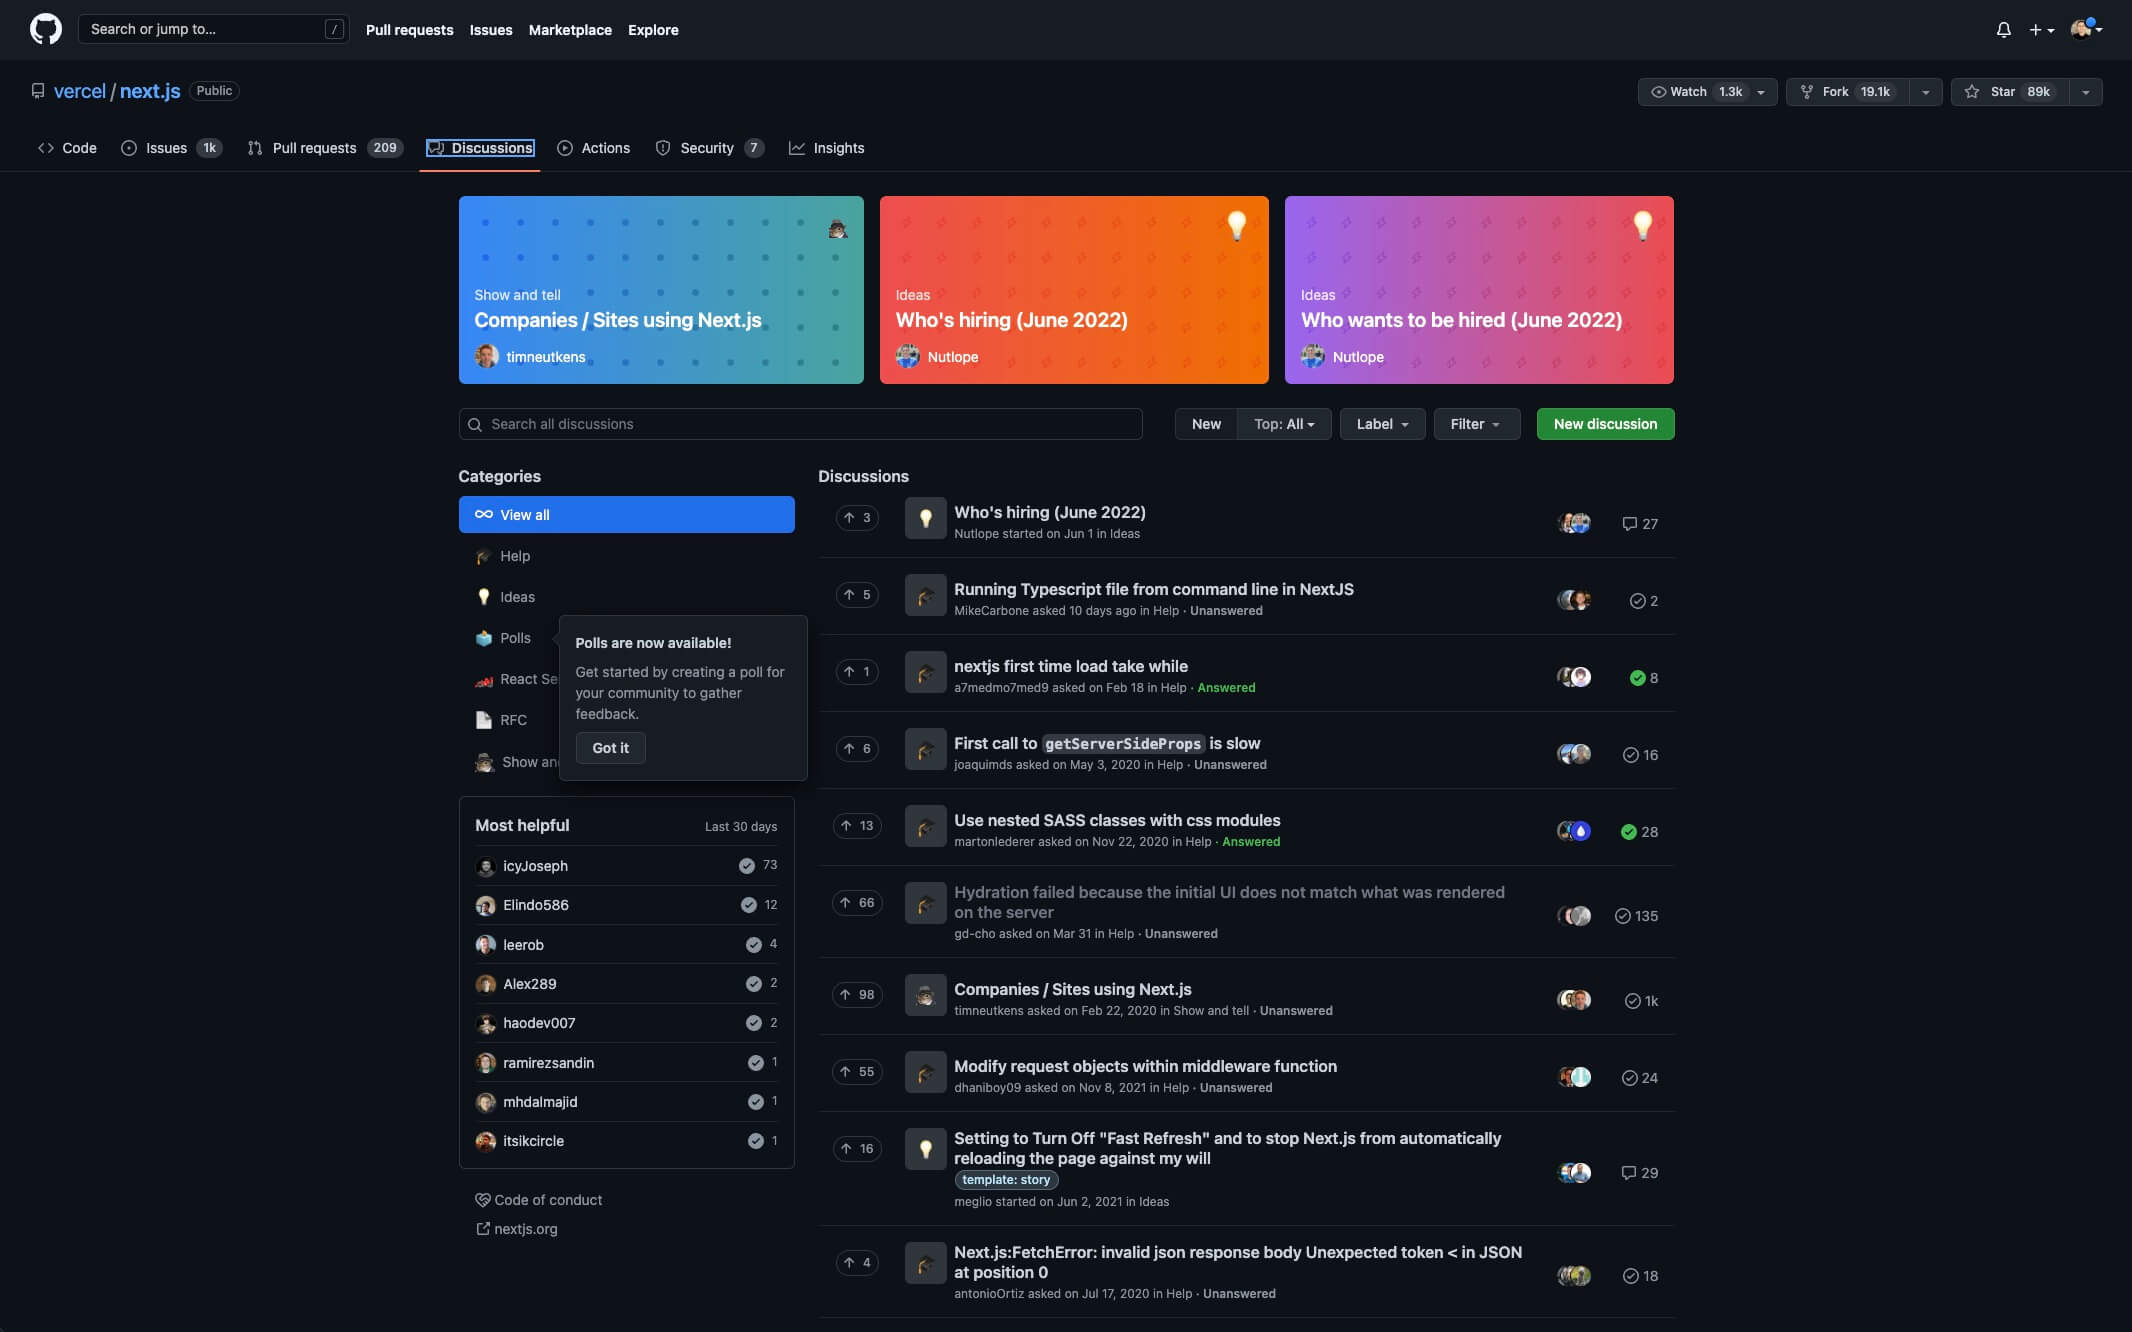 Search or jump to... /
Pull requests Issues Marketplace Explore
vercel / next.js Public
Watch 1.3k Fork 19.1k Star 89k
Code Issues 1k Pull requests 209 Discussions Actions Security 7 Insights
Show and tell
Companies / Sites using Next.js
timneutkens
Ideas
Who's hiring (June 2022)
Nutlope
Ideas
Who wants to be hired (June 2022)
Nutlope
Search all discussions
New Top: All Label Filter New discussion
Categories
View all
Help
Ideas
Polls
React Se
RFC
Show an
Polls are now available!
Get started by creating a poll for
your community to gather
feedback.
Got it
Most helpful Last 30 days
icyJoseph 73
Elindo586 12
leerob 4
Alex289 2
haodev007 2
ramirezsandin 1
mhdalmajid 1
itsikcircle 1
Code of conduct
nextjs.org
Discussions
3 Who's hiring (June 2022) 27
Nutlope started on Jun 1 in Ideas
5 Running Typescript file from command line in NextJS 2
MikeCarbone asked 10 days ago in Help · Unanswered
1 nextjs first time load take while 8
a7medmo7med9 asked on Feb 18 in Help · Answered
6 First call to getServerSideProps is slow 16
joaquimds asked on May 3, 2020 in Help · Unanswered
13 Use nested SASS classes with css modules 28
martonlederer asked on Nov 22, 2020 in Help · Answered
66 Hydration failed because the initial UI does not match what was rendered
on the server 135
gd-cho asked on Mar 31 in Help · Unanswered
98 Companies / Sites using Next.js 1k
timneutkens asked on Feb 22, 2020 in Show and tell · Unanswered
55 Modify request objects within middleware function 24
dhaniboy09 asked on Nov 8, 2021 in Help · Unanswered
16 Setting to Turn Off "Fast Refresh" and to stop Next.js from automatically
reloading the page against my will 29
template: story
meglio started on Jun 2, 2021 in Ideas
4 Next.js:FetchError: invalid json response body Unexpected token < in JSON
at position 0 18
antonioOrtiz asked on Jul 17, 2020 in Help · Unanswered